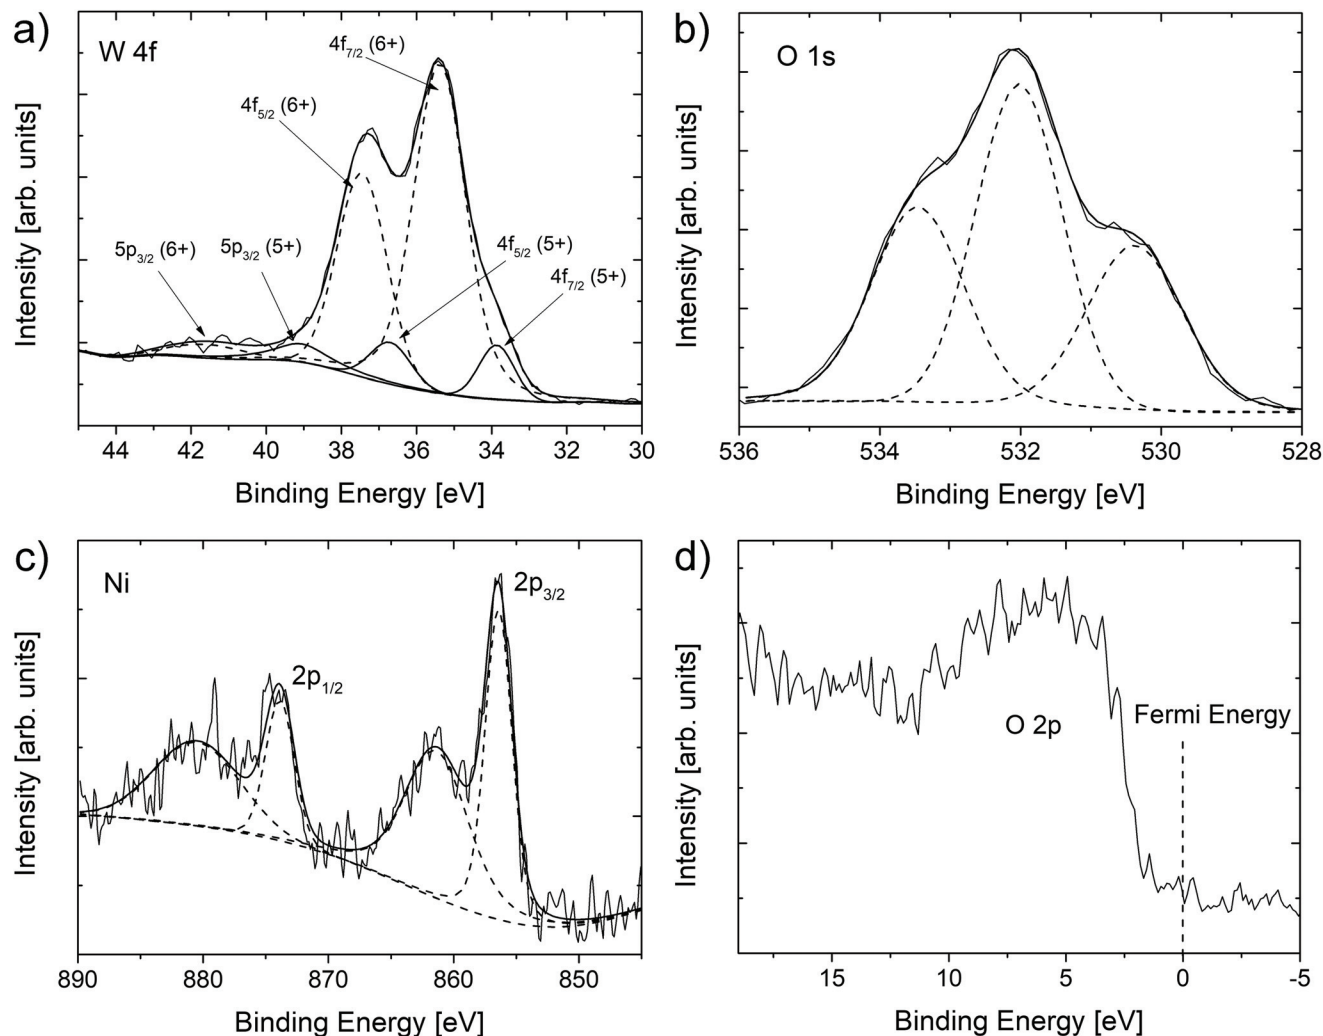 a)
W 4f
4f7/2 (6+)
4f5/2 (6+)
5p3/2 (6+)
5p3/2 (5+)
4f5/2 (5+)
4f7/2 (5+)
Intensity [arb. units]
44 42 40 38 36 34 32 30
Binding Energy [eV]
b)
O 1s
Intensity [arb. units]
536 534 532 530 528
Binding Energy [eV]
c)
Ni
2p3/2
2p1/2
Intensity [arb. units]
890 880 870 860 850
Binding Energy [eV]
d)
O 2p
Fermi Energy
Intensity [arb. units]
15 10 5 0 -5
Binding Energy [eV]